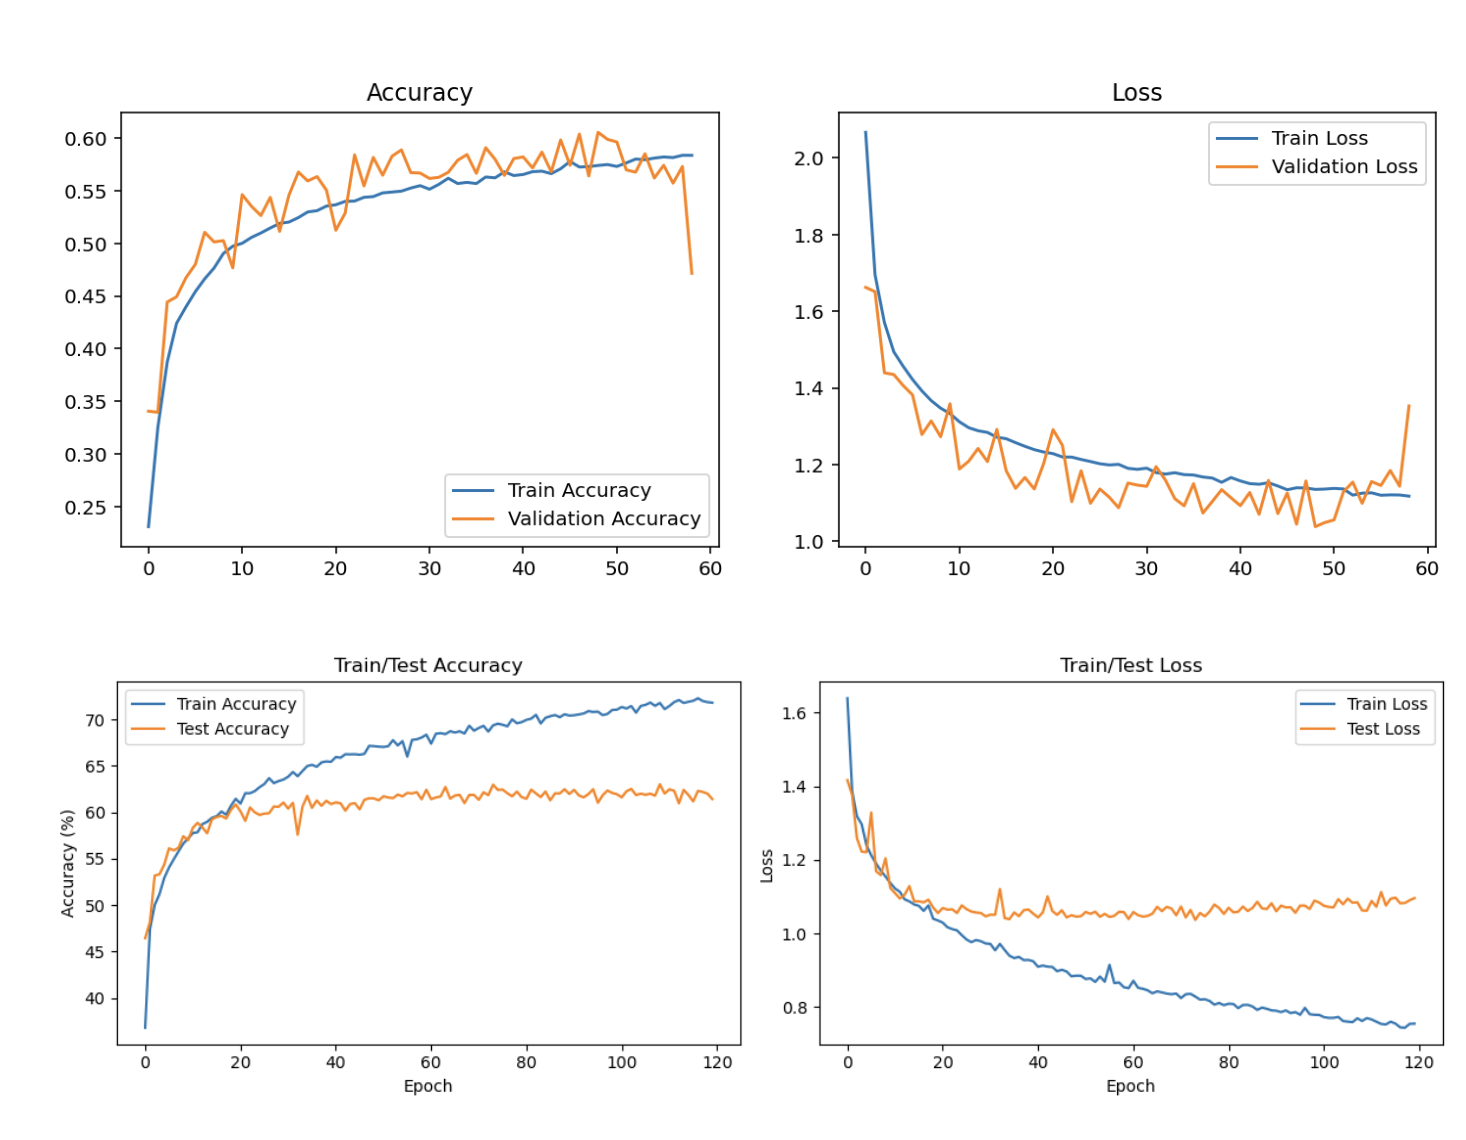 Accuracy
0.60
0.55
0.50
0.45
0.40
0.35
0.30
0.25
Train Accuracy
Validation Accuracy
0 10 20 30 40 50 60
Loss
2.0
1.8
1.6
1.4
1.2
1.0
Train Loss
Validation Loss
0 10 20 30 40 50 60
Train/Test Accuracy
Accuracy (%)
70
65
60
55
50
45
40
Train Accuracy
Test Accuracy
0 20 40 60 80 100 120
Epoch
Train/Test Loss
Loss
1.6
1.4
1.2
1.0
0.8
Train Loss
Test Loss
0 20 40 60 80 100 120
Epoch